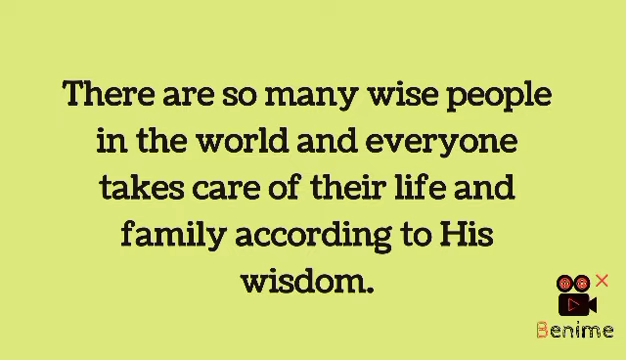 There are so many wise people
in the world and everyone
takes care of their life and
family according to His
wisdom.
Benime